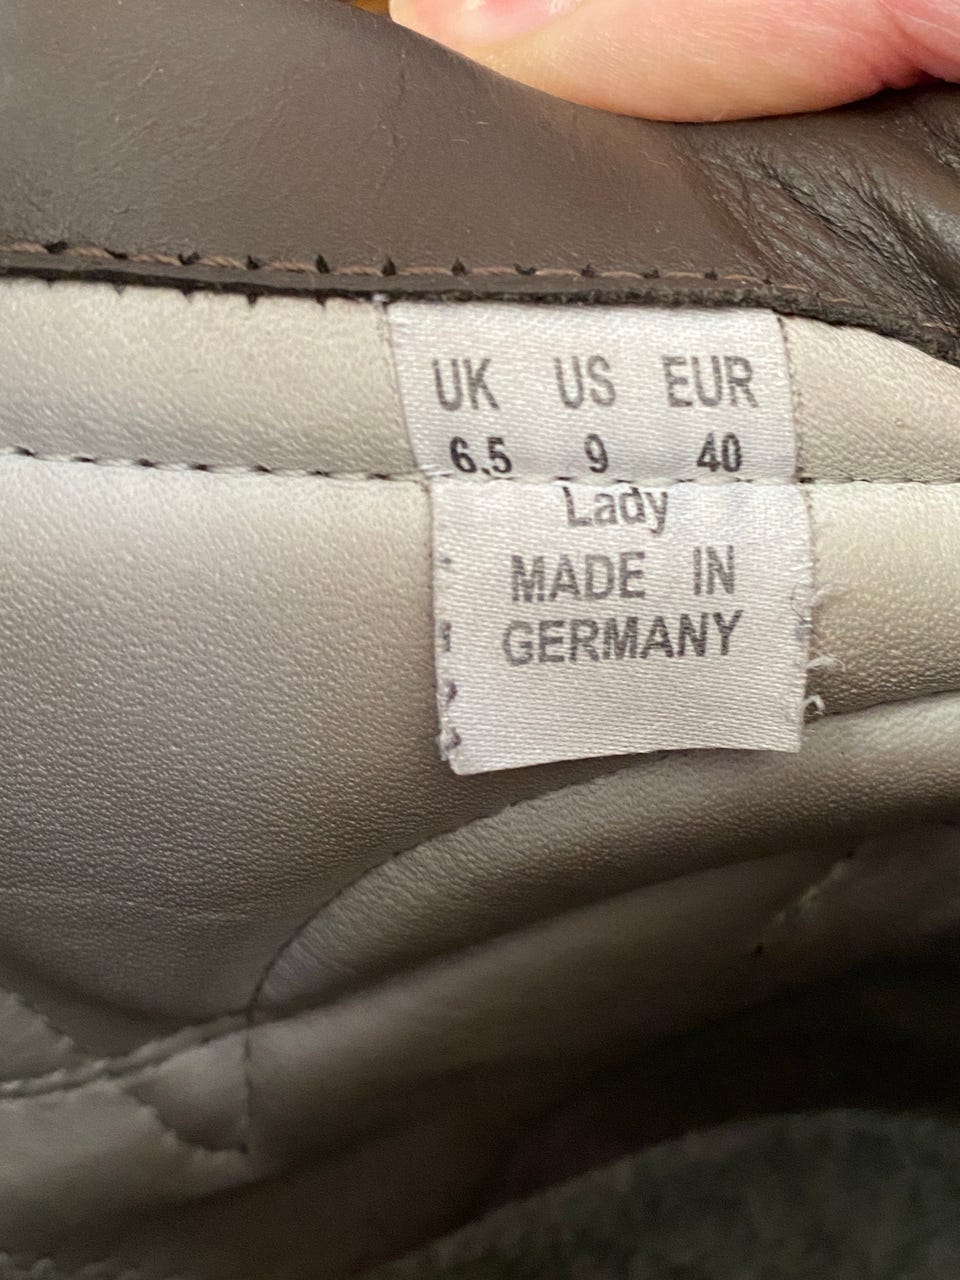 UK US EUR
6.5 9 40
Lady
MADE IN
GERMANY